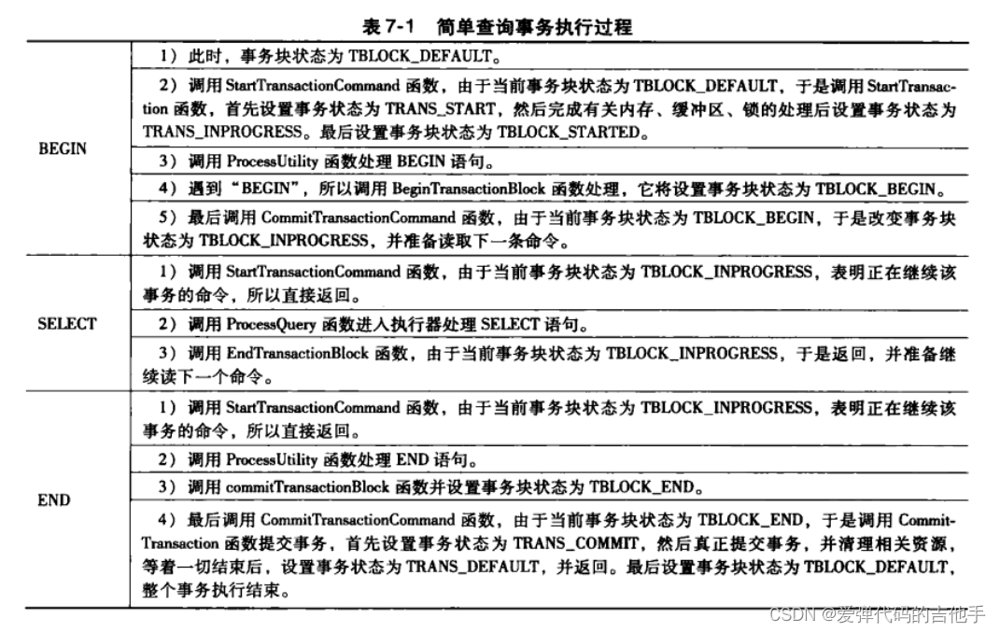 表 7-1 简单查询事务执行过程
1) 此时，事务块状态为 TBLOCK_DEFAULT。
2) 调用 StartTransactionCommand 函数，由于当前事务块状态为 TBLOCK_DEFAULT，于是调用 StartTransac-
tion 函数，首先设置事务状态为 TRANS_START，然后完成有关内存、缓冲区、锁的处理后设置事务状态为
TRANS_INPROGRESS。最后设置事务块状态为 TBLOCK_STARTED。
BEGIN
3) 调用 ProcessUtility 函数处理 BEGIN 语句。
4) 遇到“BEGIN”，所以调用 BeginTransactionBlock 函数处理，它将设置事务块状态为 TBLOCK_BEGIN。
5) 最后调用 CommitTransactionCommand 函数，由于当前事务块状态为 TBLOCK_BEGIN，于是改变事务块
状态为 TBLOCK_INPROGRESS，并准备读取下一条命令。
1) 调用 StartTransactionCommand 函数，由于当前事务块状态为 TBLOCK_INPROGRESS，表明正在继续该
事务的命令，所以直接返回。
SELECT
2) 调用 ProcessQuery 函数进入执行器处理 SELECT 语句。
3) 调用 EndTransactionBlock 函数，由于当前事务块状态为 TBLOCK_INPROGRESS，于是返回，并准备继
续读下一个命令。
1) 调用 StartTransactionCommand 函数，由于当前事务块状态为 TBLOCK_INPROGRESS，表明正在继续该
事务的命令，所以直接返回。
2) 调用 ProcessUtility 函数处理 END 语句。
3) 调用 commitTransactionBlock 函数并设置事务块状态为 TBLOCK_END。
END
4) 最后调用 CommitTransactionCommand 函数，由于当前事务块状态为 TBLOCK_END，于是调用 Commit-
Transaction 函数提交事务，首先设置事务状态为 TRANS_COMMIT，然后真正提交事务，并清理相关资源，
等着一切结束后，设置事务状态为 TRANS_DEFAULT，并返回。最后设置事务块状态为 TBLOCK_DEFAULT，
整个事务执行结束。
CSDN @爱弹代码的吉他手